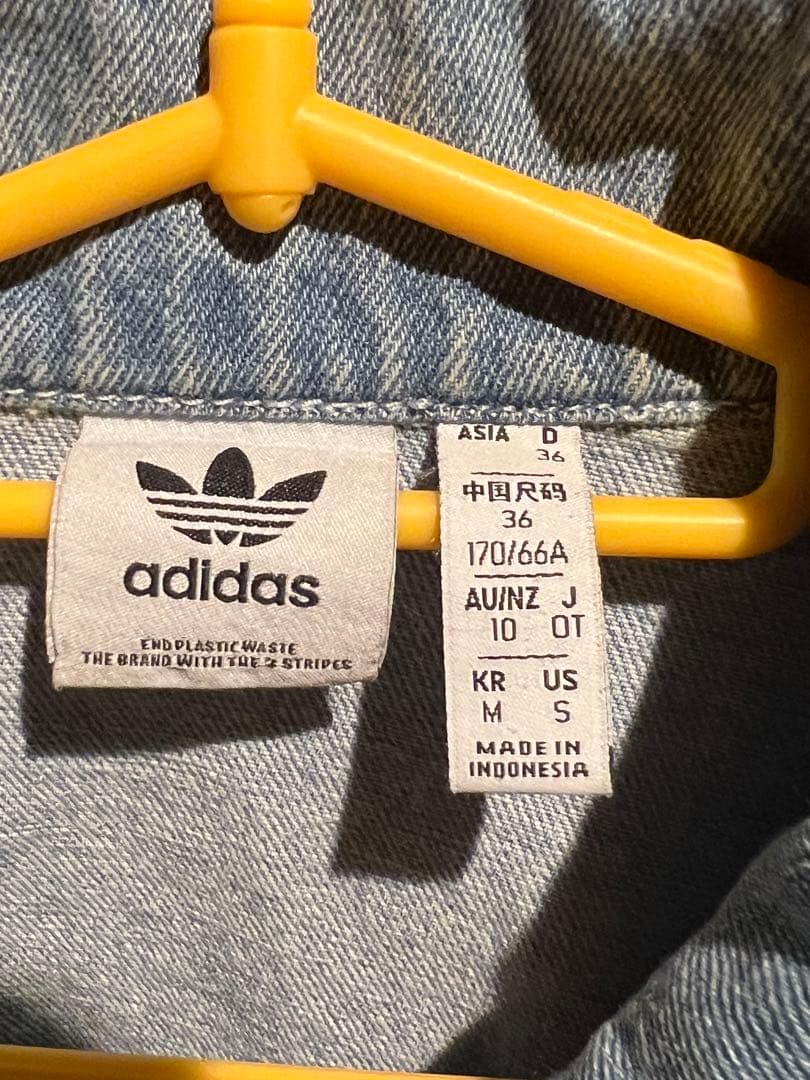 adidas
END PLASTIC WASTE
THE BRAND WITH THE 3 STRIPES
ASIA D
36
中国尺码
36
170/66A
AU/NZ J
10 OT
KR US
M S
MADE IN
INDONESIA